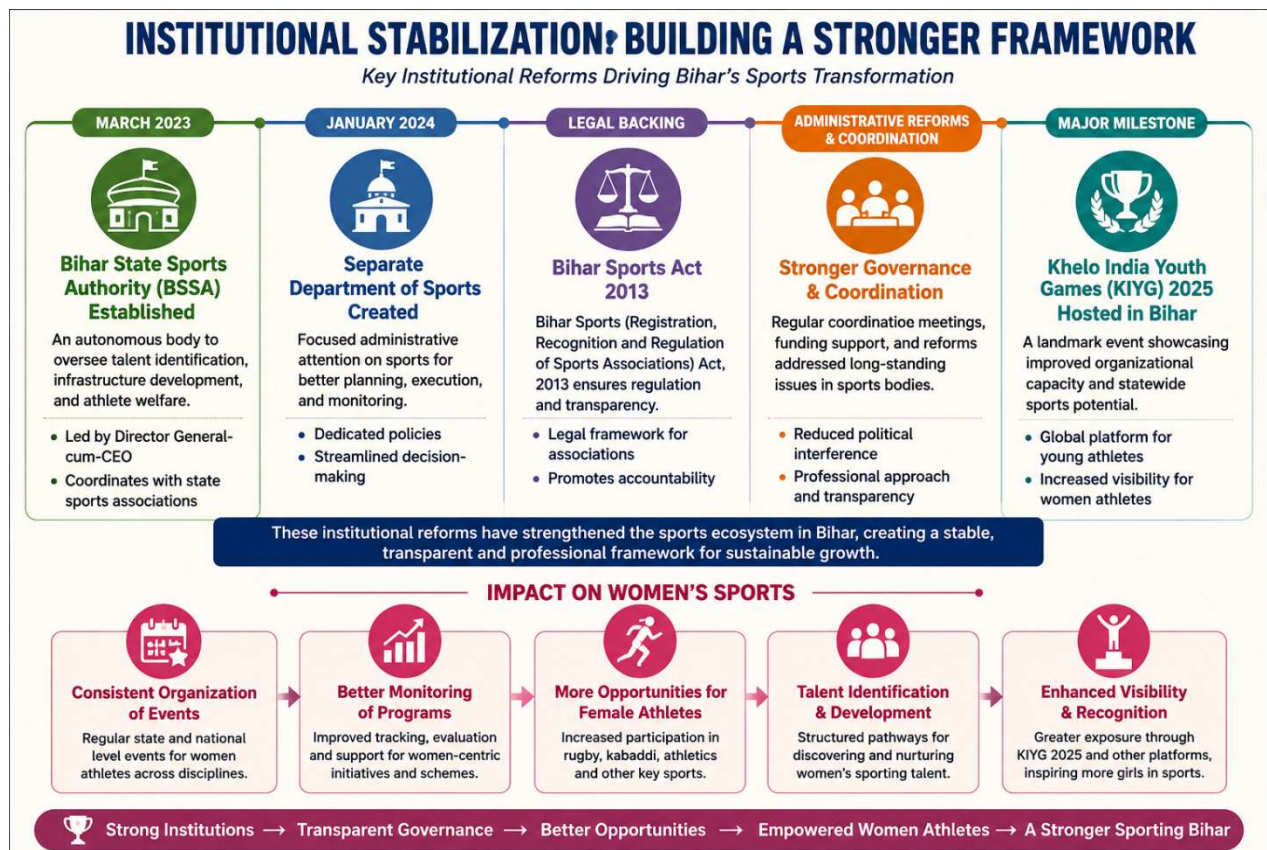 INSTITUTIONAL STABILIZATION: BUILDING A STRONGER FRAMEWORK
Key Institutional Reforms Driving Bihar's Sports Transformation
MARCH 2023
Bihar State Sports
Authority (BSSA)
Established
An autonomous body to
oversee talent identification,
infrastructure development,
and athlete welfare.
• Led by Director General-
cum-CEO
• Coordinates with state
sports associations
JANUARY 2024
Separate
Department of Sports
Created
Focused administrative
attention on sports for
better planning, execution,
and monitoring.
• Dedicated policies
• Streamlined decision-
making
LEGAL BACKING
Bihar Sports Act
2013
Bihar Sports (Registration,
Recognition and Regulation
of Sports Associations) Act,
2013 ensures regulation
and transparency.
• Legal framework for
associations
• Promotes accountability
ADMINISTRATIVE REFORMS
& COORDINATION
Stronger Governance
& Coordination
Regular coordinatioe meetings,
funding support, and reforms
addressed long-standing
issues in sports bodies.
• Reduced political
interference
• Professional approach
and transparency
MAJOR MILESTONE
Khelo India Youth
Games (KIYG) 2025
Hosted in Bihar
A landmark event showcasing
improved organizational
capacity and statewide
sports potential.
• Global platform for
young athletes
• Increased visibility for
women athletes
These institutional reforms have strengthened the sports ecosystem in Bihar, creating a stable,
transparent and professional framework for sustainable growth.
IMPACT ON WOMEN'S SPORTS
Consistent Organization
of Events
Regular state and national
level events for women
athletes across disciplines.
Better Monitoring
of Programs
Improved tracking, evaluation
and support for women-centric
initiatives and schemes.
More Opportunities for
Female Athletes
Increased participation in
rugby, kabaddi, athletics
and other key sports.
Talent Identification
& Development
Structured pathways for
discovering and nurturing
women's sporting talent.
Enhanced Visibility
& Recognition
Greater exposure through
KIYG 2025 and other platforms,
inspiring more girls in sports.
Strong Institutions → Transparent Governance → Better Opportunities → Empowered Women Athletes → A Stronger Sporting Bihar